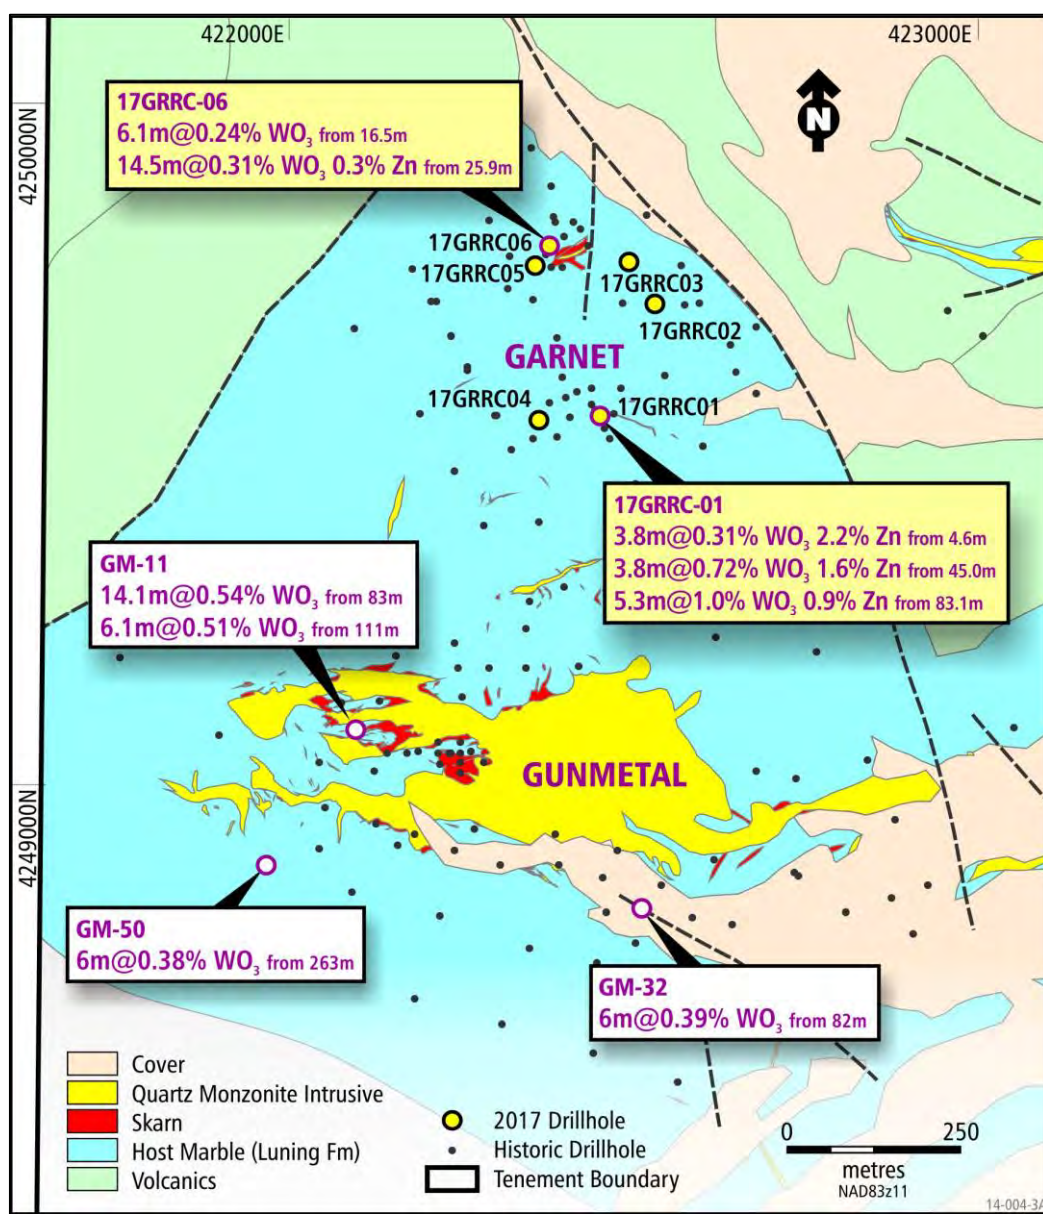 422000E
423000E
4250000N
4249000N
17GRRC-06
6.1m@0.24% WO₃ from 16.5m
14.5m@0.31% WO₃ 0.3% Zn from 25.9m
N
17GRRC06
17GRRC05
17GRRC03
17GRRC02
GARNET
17GRRC04
17GRRC01
17GRRC-01
3.8m@0.31% WO₃ 2.2% Zn from 4.6m
3.8m@0.72% WO₃ 1.6% Zn from 45.0m
5.3m@1.0% WO₃ 0.9% Zn from 83.1m
GM-11
14.1m@0.54% WO₃ from 83m
6.1m@0.51% WO₃ from 111m
GUNMETAL
GM-50
6m@0.38% WO₃ from 263m
GM-32
6m@0.39% WO₃ from 82m
Cover
Quartz Monzonite Intrusive
Skarn
Host Marble (Luning Fm)
Volcanics
2017 Drillhole
Historic Drillhole
Tenement Boundary
0 250
metres
NAD83z11
14-004-3A